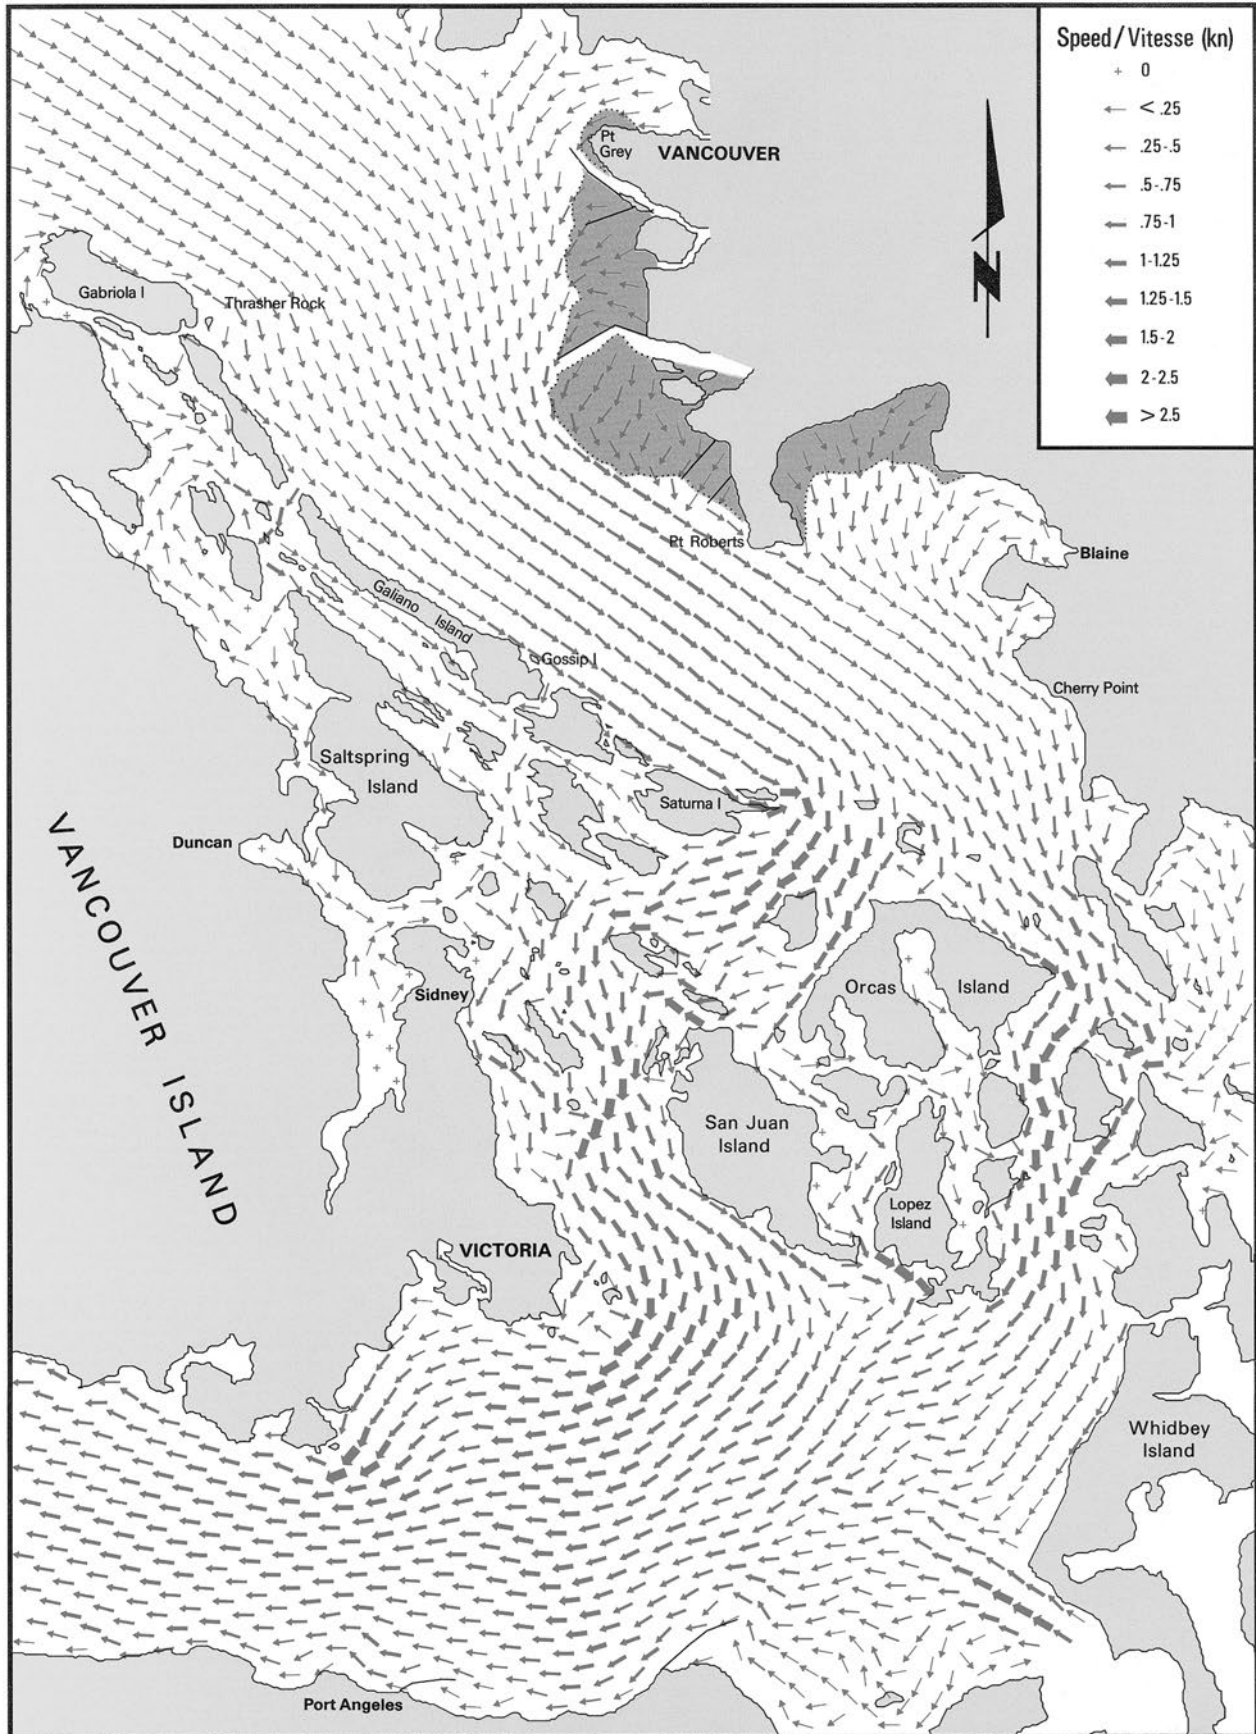 Speed/Vitesse (kn)
0
< .25
.25-.5
.5-.75
.75-1
1-1.25
1.25-1.5
1.5-2
2-2.5
> 2.5
N
Pt
Grey
VANCOUVER
Gabriola I
Thrasher Rock
Pt Roberts
Blaine
Galiano
Island
Gossip I
Cherry Point
Saltspring
Island
Saturna I
Duncan
VANCOUVER ISLAND
Sidney
Orcas
Island
San Juan
Island
Lopez
Island
VICTORIA
Whidbey
Island
Port Angeles